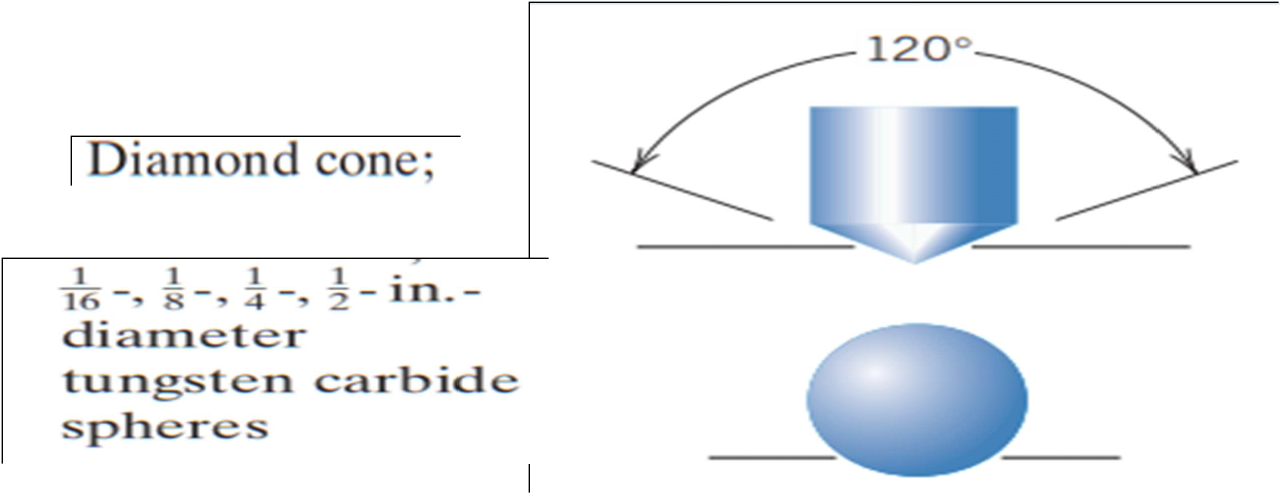 120°
Diamond cone;
1/16 -, 1/8 -, 1/4 -, 1/2 - in. -
diameter
tungsten carbide
spheres